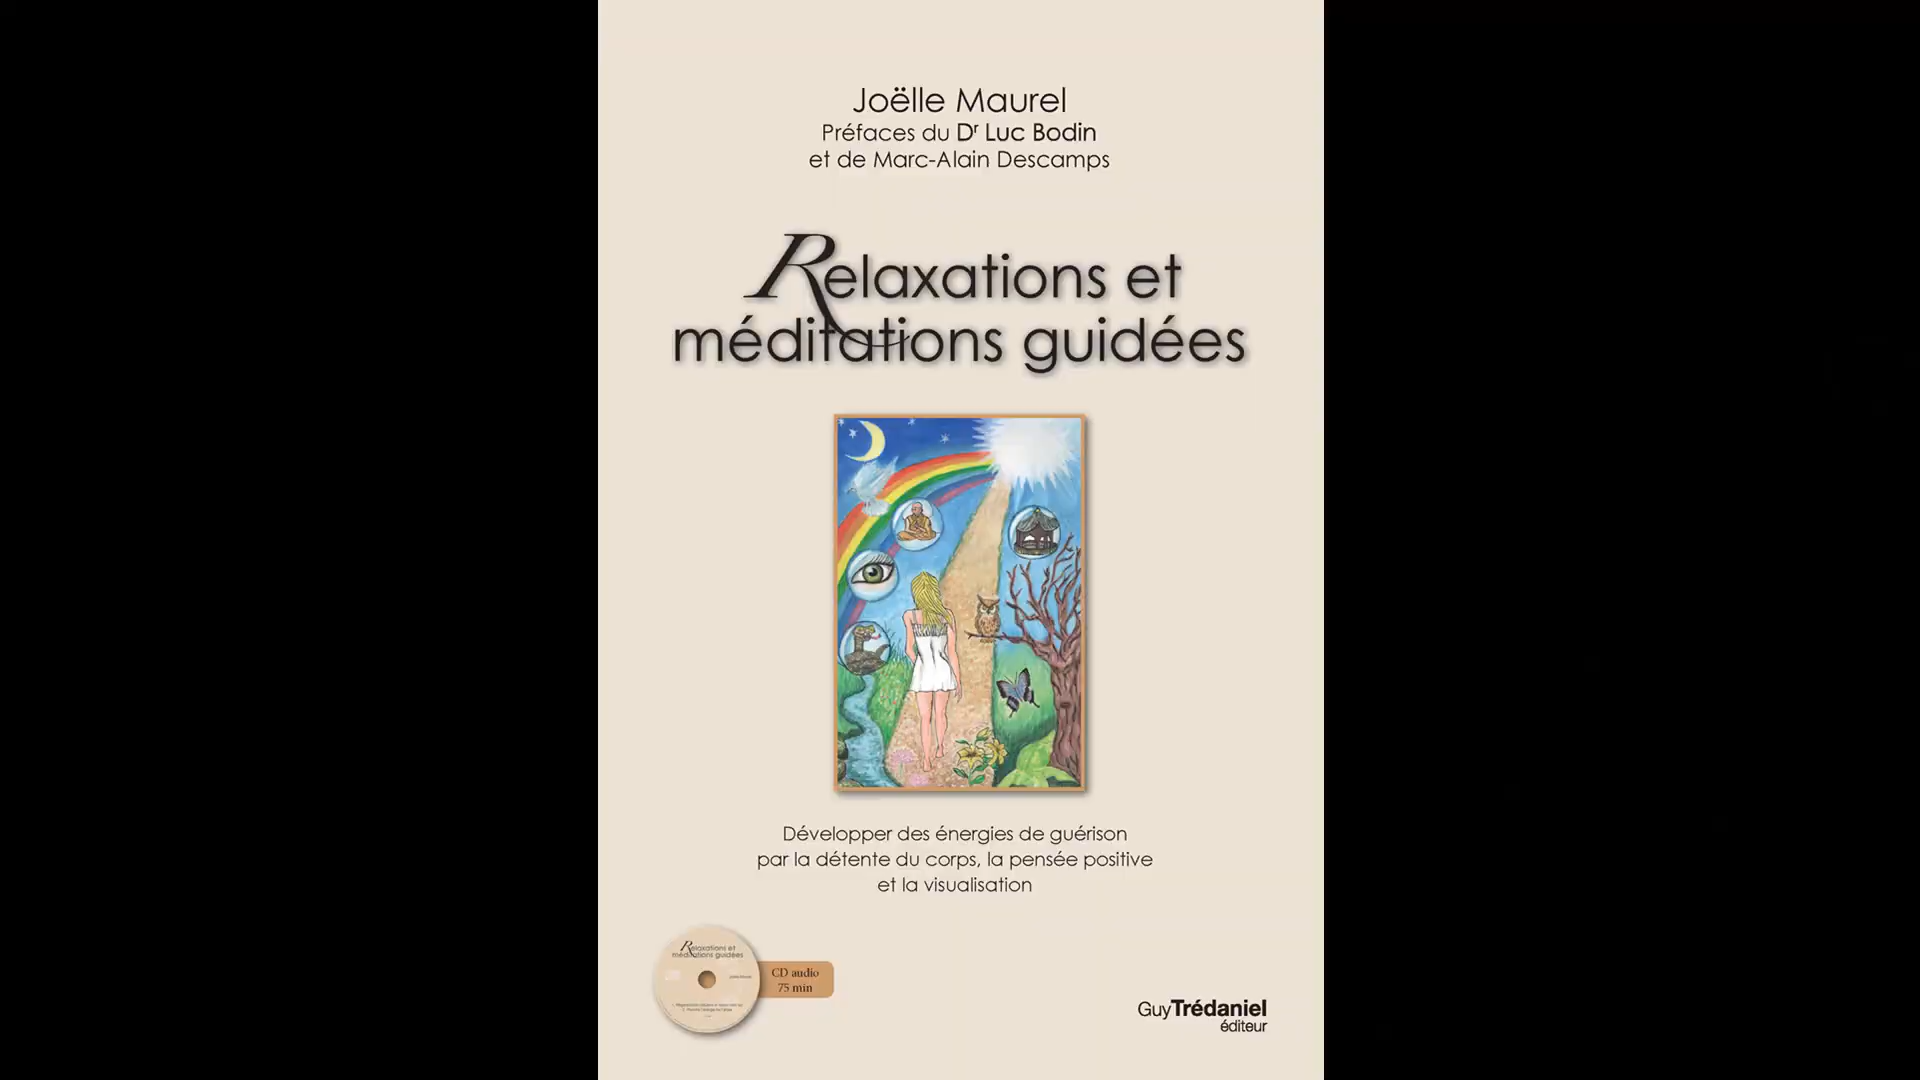 Joëlle Maurel
Préfaces du Dr Luc Bodin
et de Marc-Alain Descamps
Relaxations et
méditations guidées
Développer des énergies de guérison
par la détente du corps, la pensée positive
et la visualisation
Relaxations et
méditations guidées
CD audio
75 min
GuyTrédaniel
éditeur